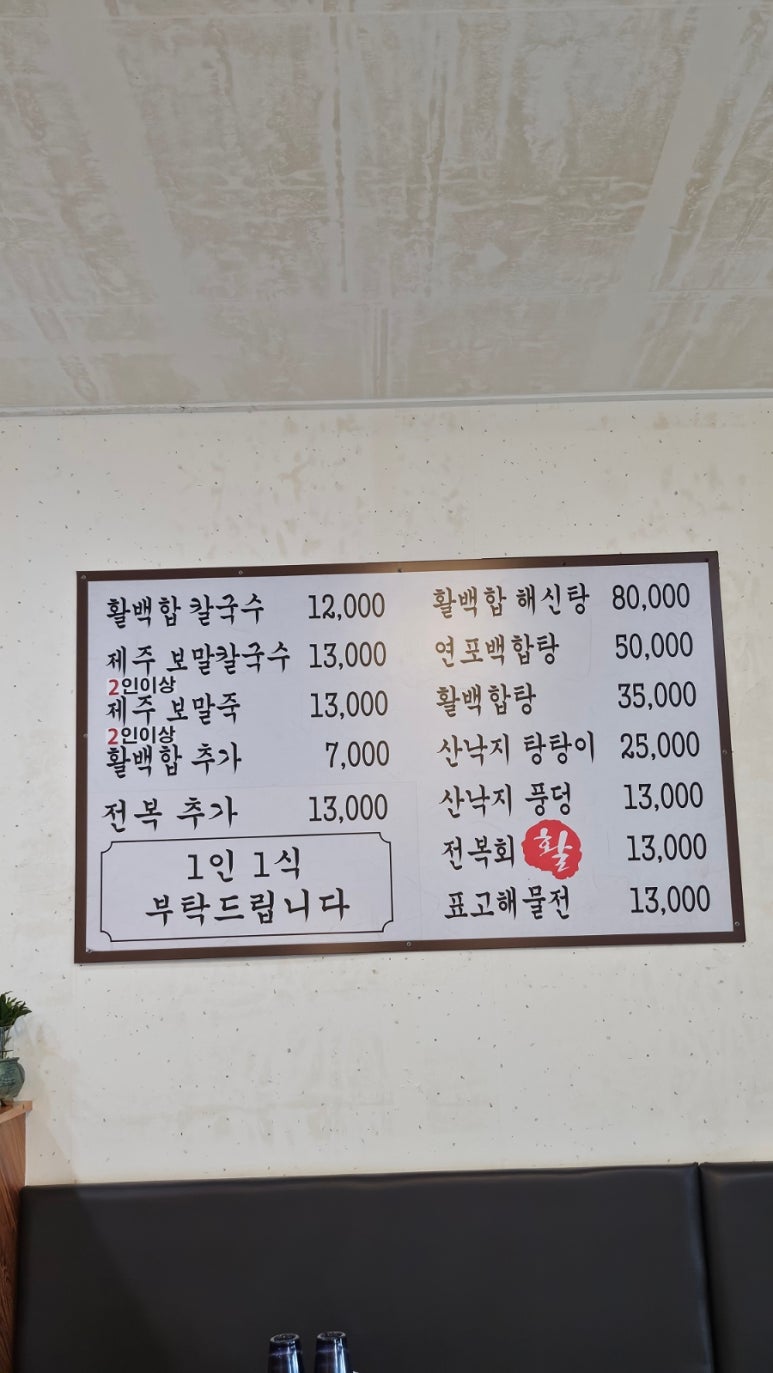 활백합 칼국수 12,000
제주 보말칼국수 13,000
2인이상
제주 보말죽 13,000
2인이상
활백합 추가 7,000
전복 추가 13,000
1인 1식
부탁드립니다
활백합 해신탕 80,000
연포백합탕 50,000
활백합탕 35,000
산낙지 탕탕이 25,000
산낙지 퐁덩 13,000
전복회 활 13,000
표고해물전 13,000